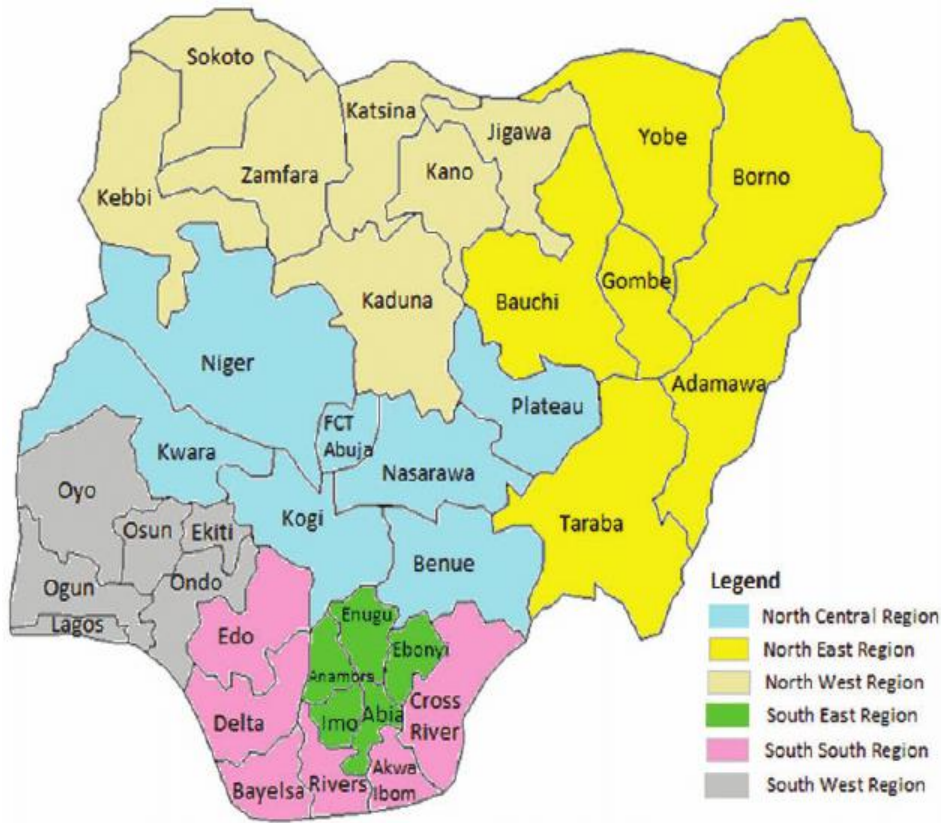 Sokoto
Katsina
Jigawa
Yobe
Borno
Kebbi
Zamfara
Kano
Kaduna
Bauchi
Gombe
Niger
Adamawa
Plateau
FCT
Abuja
Kwara
Nasarawa
Oyo
Kogi
Taraba
Osun
Ekiti
Benue
Ogun
Ondo
Lagos
Edo
Enugu
Ebonyi
Anamors
Cross
River
Delta
Imo
Abia
Bayelsa
Rivers
Akwa
Ibom
Legend
North Central Region
North East Region
North West Region
South East Region
South South Region
South West Region